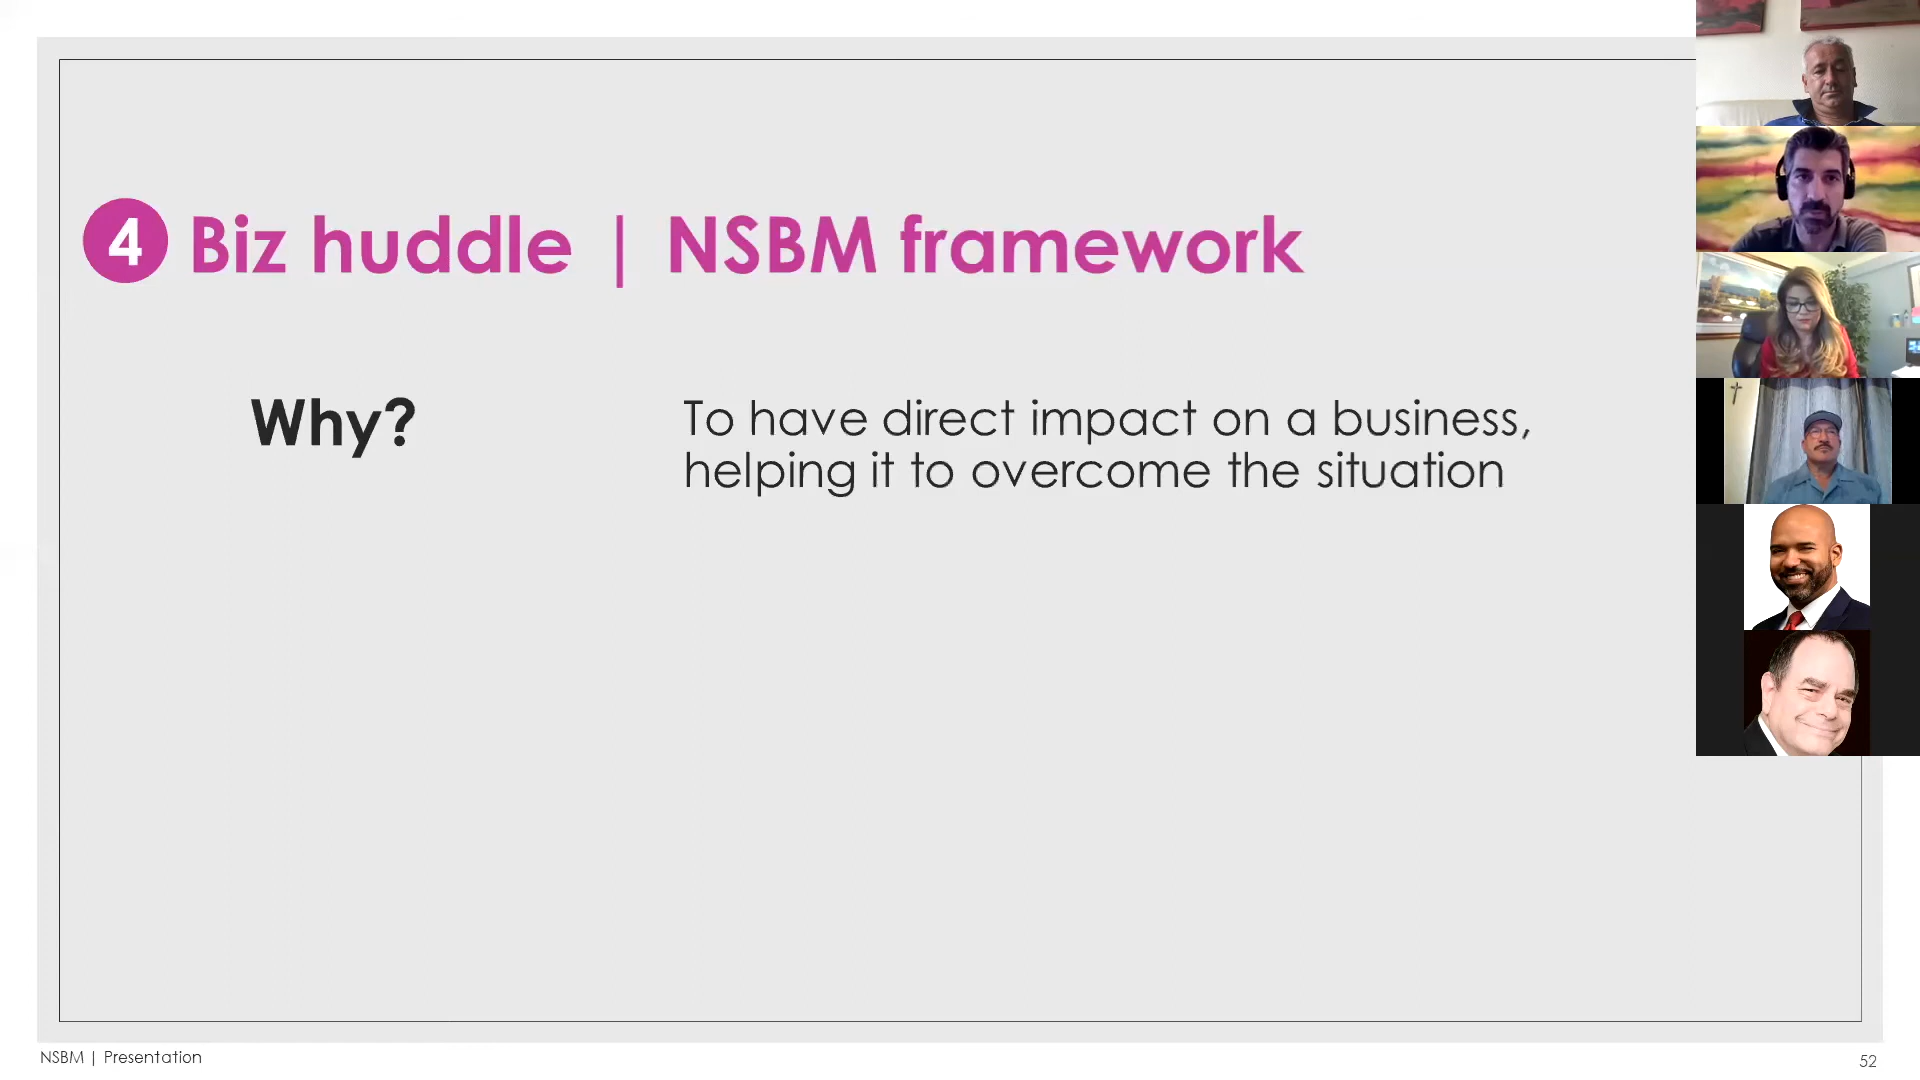 4 Biz huddle | NSBM framework
Why?
To have direct impact on a business,
helping it to overcome the situation
NSBM | Presentation
52